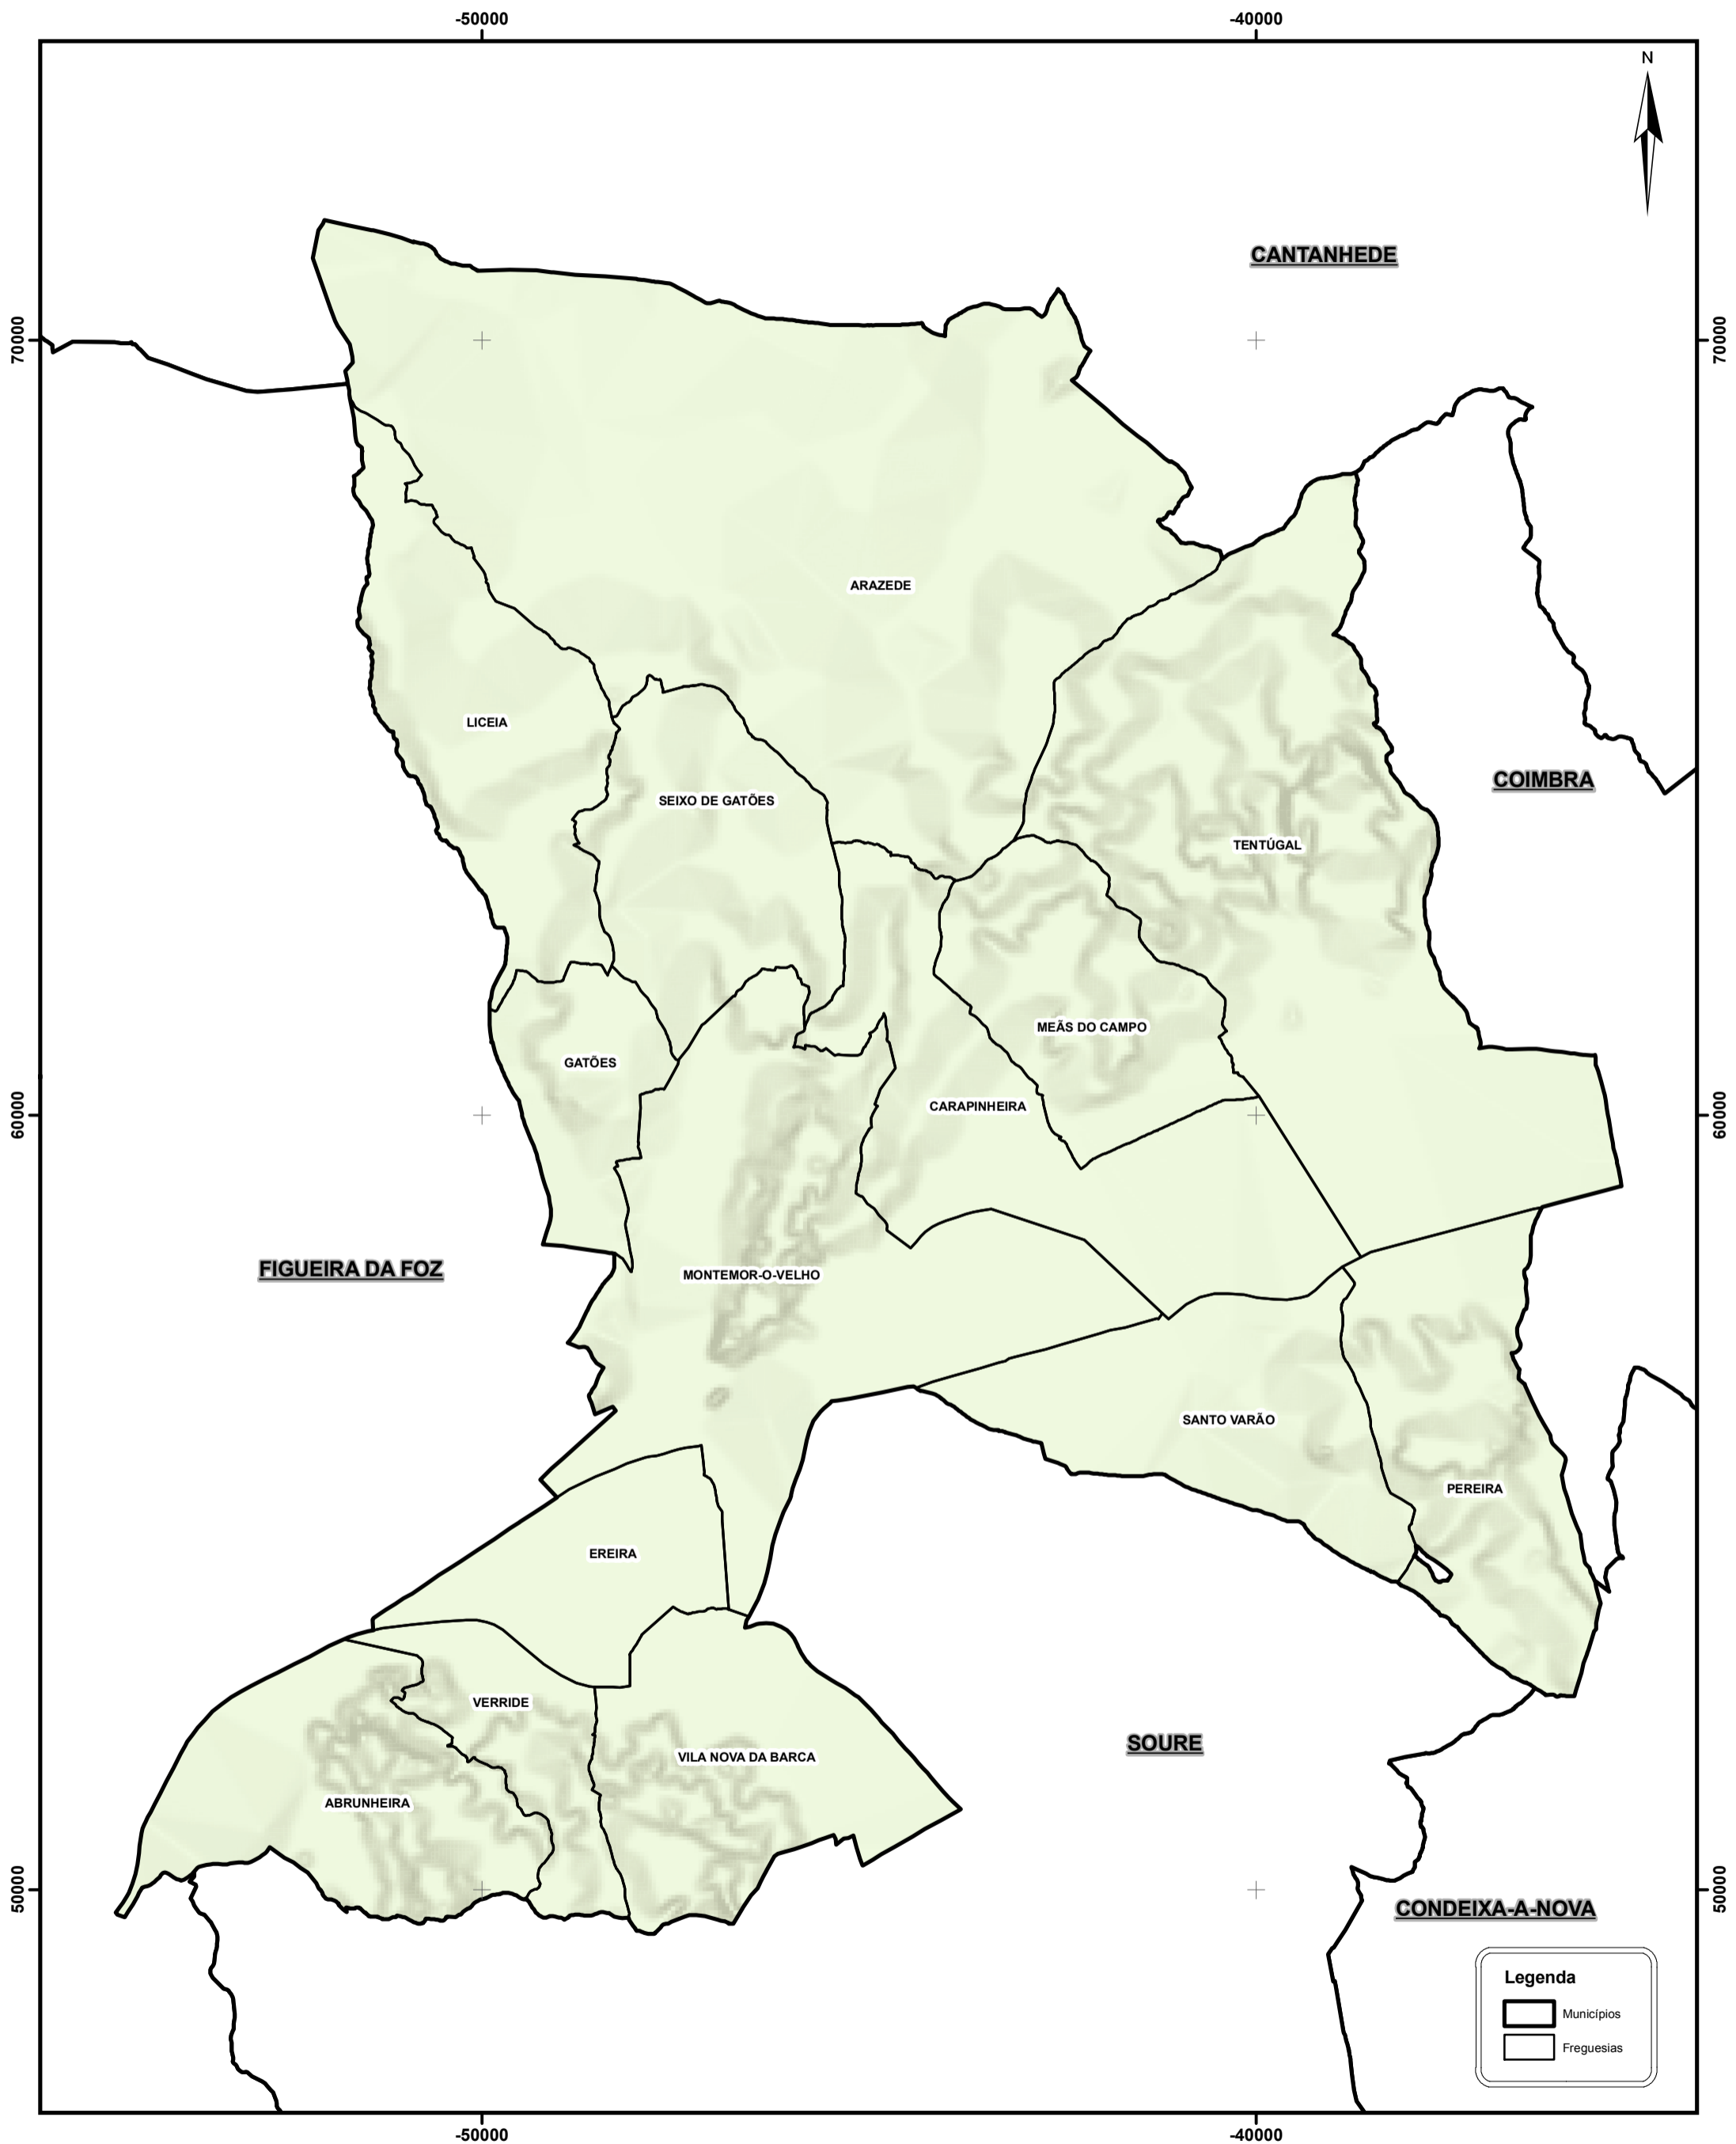 -50000
-40000
N
CANTANHEDE
70000
70000
ARAZEDE
LICEIA
COIMBRA
SEIXO DE GATÕES
TENTÚGAL
MEÃS DO CAMPO
GATÕES
CARAPINHEIRA
60000
60000
FIGUEIRA DA FOZ
MONTEMOR-O-VELHO
SANTO VARÃO
PEREIRA
EREIRA
VERRIDE
SOURE
VILA NOVA DA BARCA
ABRUNHEIRA
50000
50000
CONDEIXA-A-NOVA
Legenda
Municípios
Freguesias
-50000
-40000